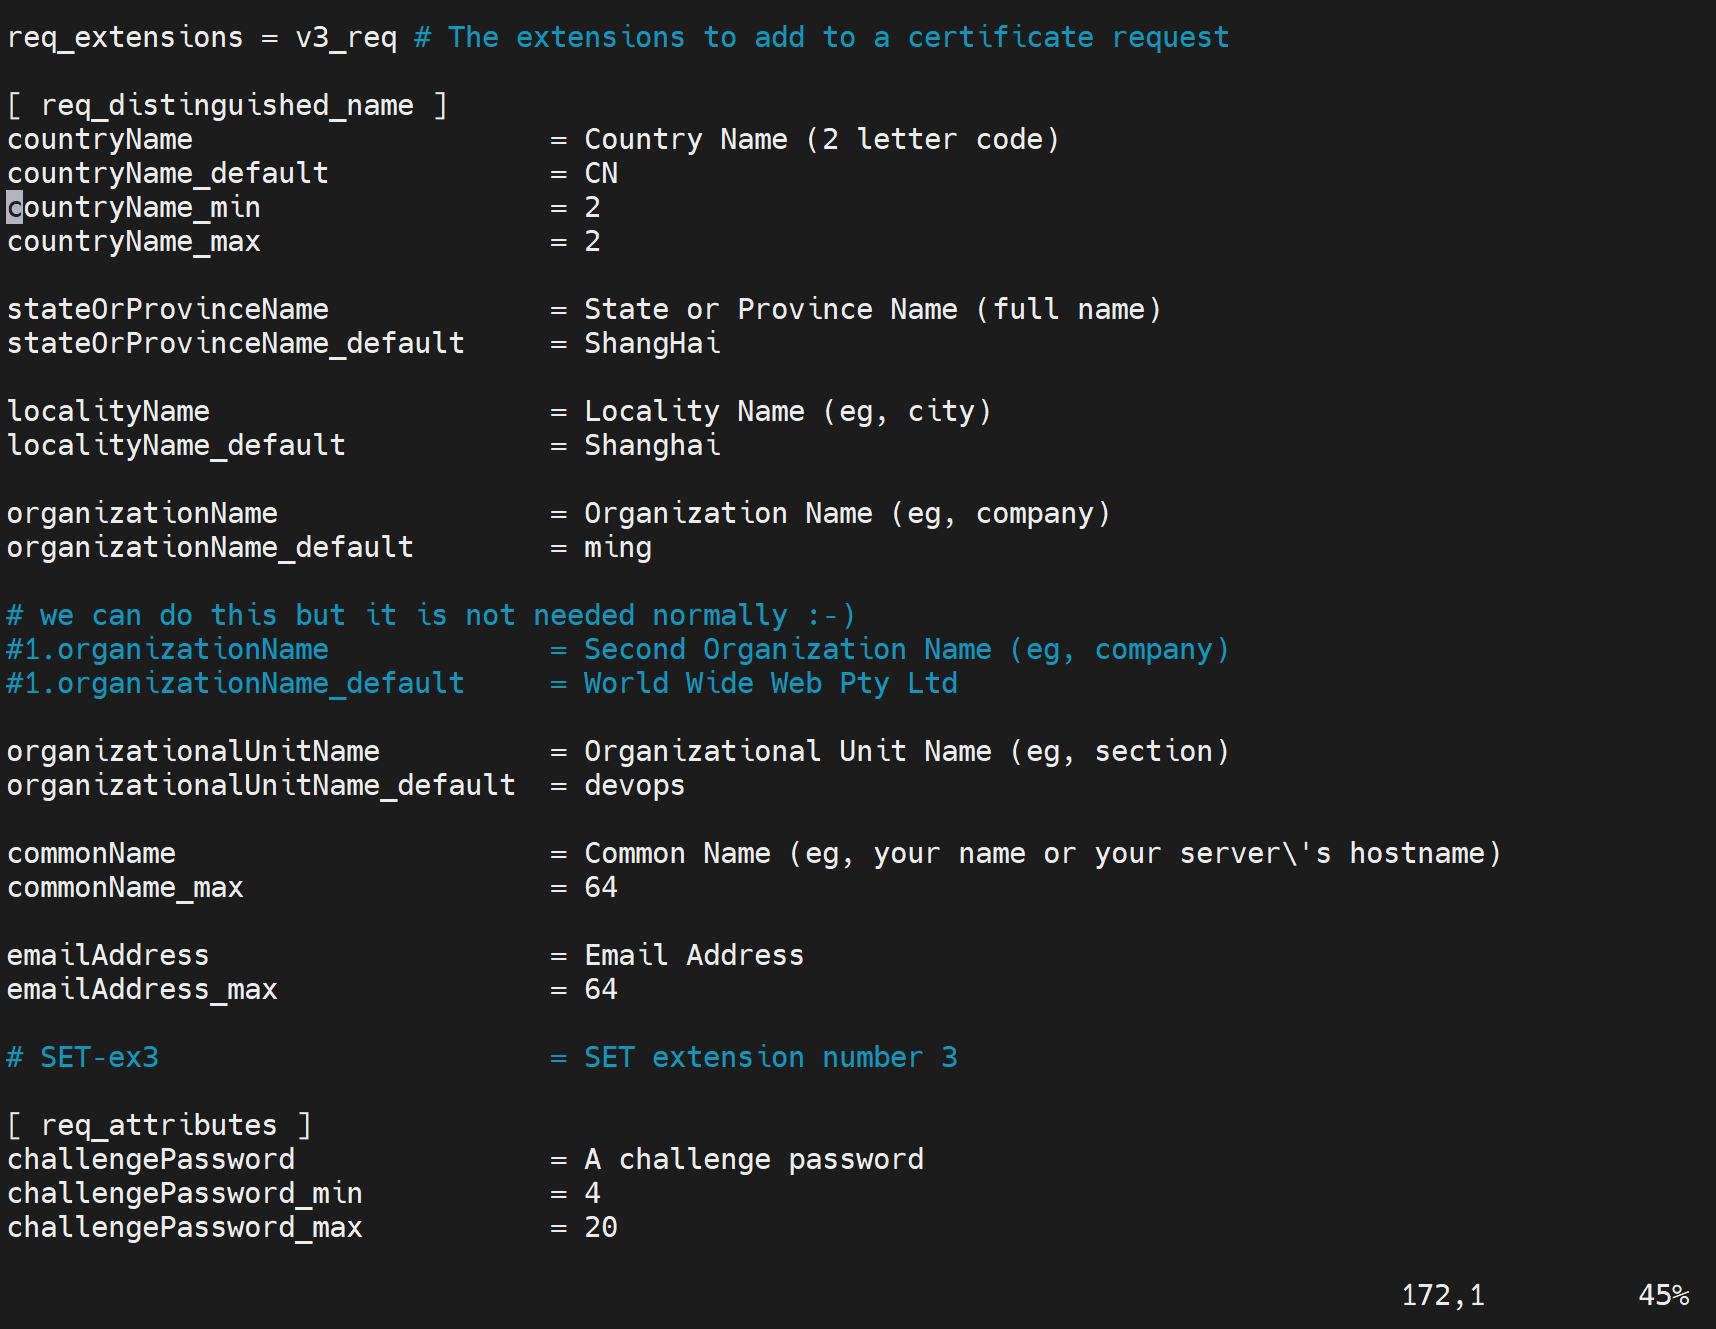 req_extensions = v3_req # The extensions to add to a certificate request
[ req_distinguished_name ]
countryName = Country Name (2 letter code)
countryName_default = CN
countryName_min = 2
countryName_max = 2
stateOrProvinceName = State or Province Name (full name)
stateOrProvinceName_default = ShangHai
localityName = Locality Name (eg, city)
localityName_default = Shanghai
organizationName = Organization Name (eg, company)
organizationName_default = ming
# we can do this but it is not needed normally :-)
#1.organizationName = Second Organization Name (eg, company)
#1.organizationName_default = World Wide Web Pty Ltd
organizationalUnitName = Organizational Unit Name (eg, section)
organizationalUnitName_default = devops
commonName = Common Name (eg, your name or your server\'s hostname)
commonName_max = 64
emailAddress = Email Address
emailAddress_max = 64
# SET-ex3 = SET extension number 3
[ req_attributes ]
challengePassword = A challenge password
challengePassword_min = 4
challengePassword_max = 20
172,1 45%